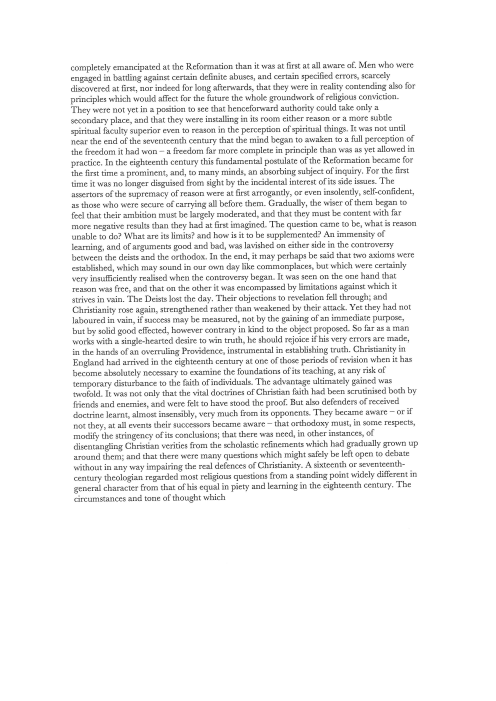 completely emancipated at the Reformation than it was at first at all aware of. Men who were
engaged in battling against certain definite abuses, and certain specified errors, scarcely
discovered at first, nor indeed for long afterwards, that they were in reality contending also for
principles which would affect for the future the whole groundwork of religious conviction.
They were not yet in a position to see that henceforward authority could take only a
secondary place, and that they were installing in its room either reason or a more subtle
spiritual faculty superior even to reason in the perception of spiritual things. It was not until
near the end of the seventeenth century that the mind began to awaken to a full perception of
the freedom it had won – a freedom far more complete in principle than was as yet allowed in
practice. In the eighteenth century this fundamental postulate of the Reformation became for
the first time a prominent, and, to many minds, an absorbing subject of inquiry. For the first
time it was no longer disguised from sight by the incidental interest of its side issues. The
assertors of the supremacy of reason were at first arrogantly, or even insolently, self-confident,
as those who were secure of carrying all before them. Gradually, the wiser of them began to
feel that their ambition must be largely moderated, and that they must be content with far
more negative results than they had at first imagined. The question came to be, what is reason
unable to do? What are its limits? and how is it to be supplemented? An immensity of
learning, and of arguments good and bad, was lavished on either side in the controversy
between the deists and the orthodox. In the end, it may perhaps be said that two axioms were
established, which may sound in our own day like commonplaces, but which were certainly
very insufficiently realised when the controversy began. It was seen on the one hand that
reason was free, and that on the other it was encompassed by limitations against which it
strives in vain. The Deists lost the day. Their objections to revelation fell through; and
Christianity rose again, strengthened rather than weakened by their attack. Yet they had not
laboured in vain, if success may be measured, not by the gaining of an immediate purpose,
but by solid good effected, however contrary in kind to the object proposed. So far as a man
works with a single-hearted desire to win truth, he should rejoice if his very errors are made,
in the hands of an overruling Providence, instrumental in establishing truth. Christianity in
England had arrived in the eighteenth century at one of those periods of revision when it has
become absolutely necessary to examine the foundations of its teaching, at any risk of
temporary disturbance to the faith of individuals. The advantage ultimately gained was
twofold. It was not only that the vital doctrines of Christian faith had been scrutinised both by
friends and enemies, and were felt to have stood the proof. But also defenders of received
doctrine learnt, almost insensibly, very much from its opponents. They became aware – or if
not they, at all events their successors became aware – that orthodoxy must, in some respects,
modify the stringency of its conclusions; that there was need, in other instances, of
disentangling Christian verities from the scholastic refinements which had gradually grown up
around them; and that there were many questions which might safely be left open to debate
without in any way impairing the real defences of Christianity. A sixteenth or seventeenth-
century theologian regarded most religious questions from a standing point widely different in
general character from that of his equal in piety and learning in the eighteenth century. The
circumstances and tone of thought which